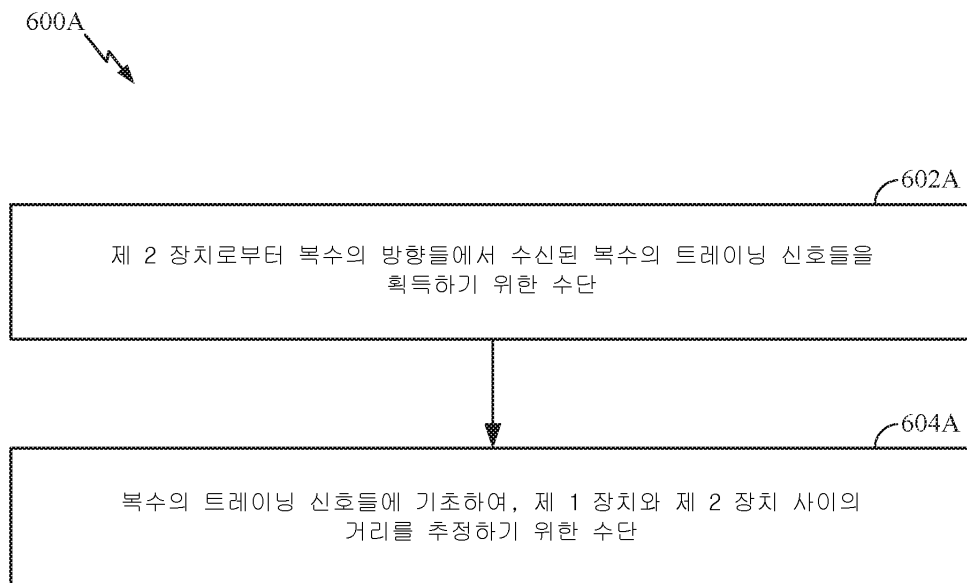 600A
602A
제 2 장치로부터 복수의 방향들에서 수신된 복수의 트레이닝 신호들을
획득하기 위한 수단
604A
복수의 트레이닝 신호들에 기초하여, 제 1 장치와 제 2 장치 사이의
거리를 추정하기 위한 수단